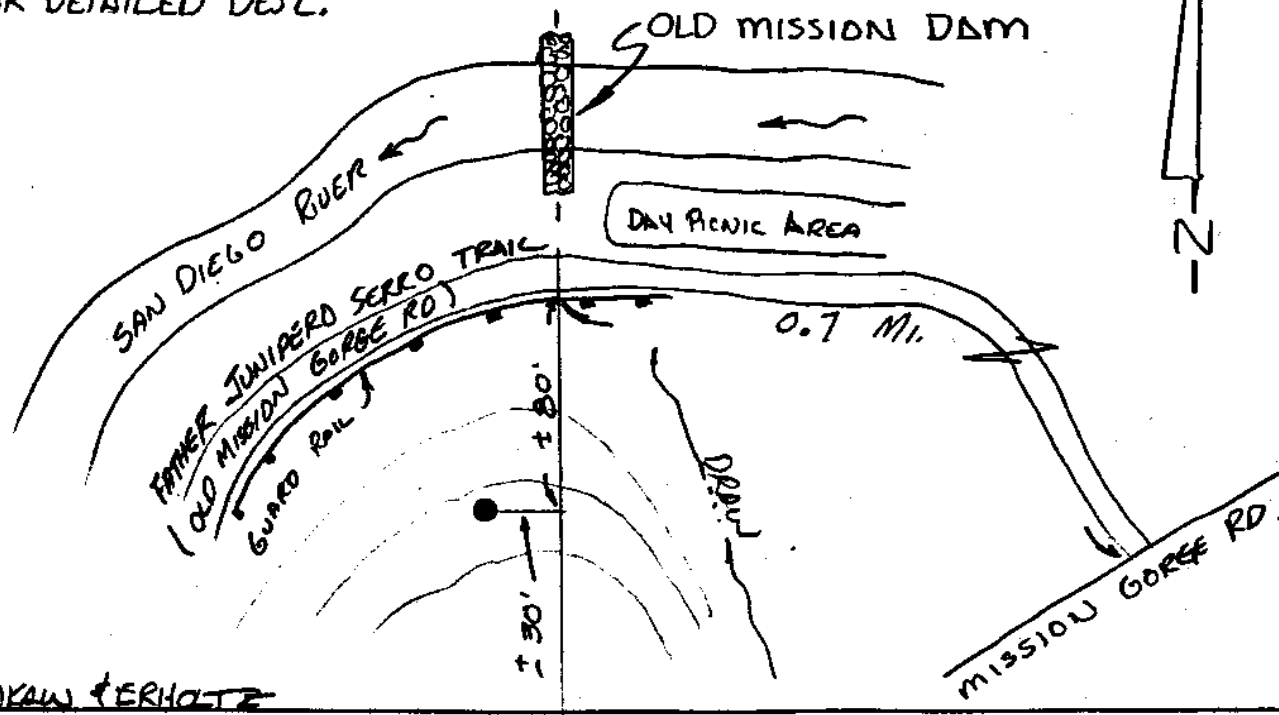 DETAILED DESC.
OLD MISSION DAM
SAN DIEGO RIVER
DAY PICNIC AREA
N
FATHER JUNIPERO SERRO TRAIL
(OLD MISSION GORGE RD)
0.7 MI.
GUARD RAIL
± 80'
DRAW
± 30'
MISSION GORGE RD.
& ERHOLTZ